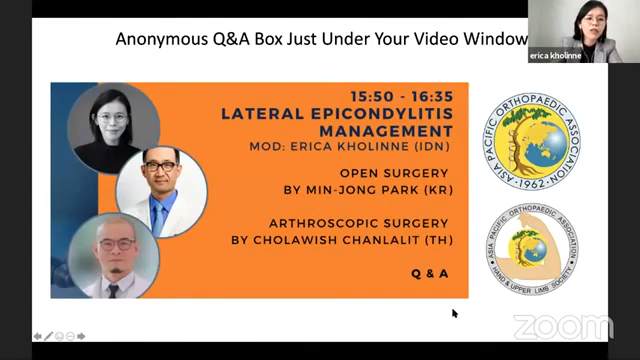 Anonymous Q&A Box Just Under Your Video Window
erica kholinne
15:50 - 16:35
LATERAL EPICONDYLITIS
MANAGEMENT
MOD: ERICA KHOLINNE (IDN)
OPEN SURGERY
BY MIN-JONG PARK (KR)
ARTHROSCOPIC SURGERY
BY CHOLAWISH CHANLALIT (TH)
Q & A
ASIA PACIFIC ORTHOPAEDIC ASSOCIATION
1962
ASIA PACIFIC ORTHOPAEDIC ASSOCIATION
HAND & UPPER LIMB SOCIETY
zoom